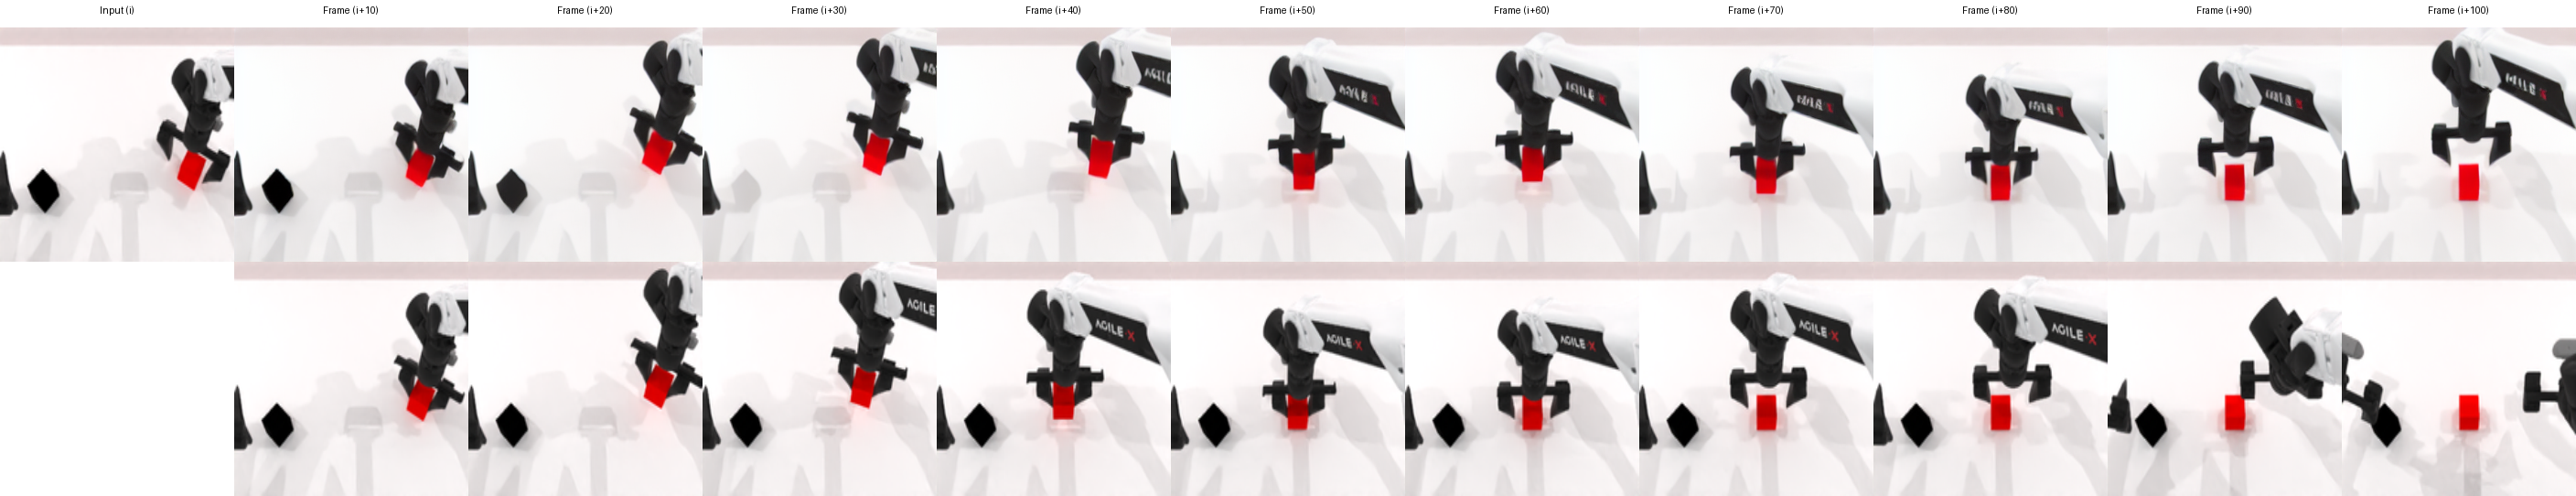 Input (i) Frame (i+10) Frame (i+20) Frame (i+30) Frame (i+40) Frame (i+50) Frame (i+60) Frame (i+70) Frame (i+80) Frame (i+90) Frame (i+100)
AGILE
AGILE X
AGILE X
AGILE X
AGILE X
AGILE X